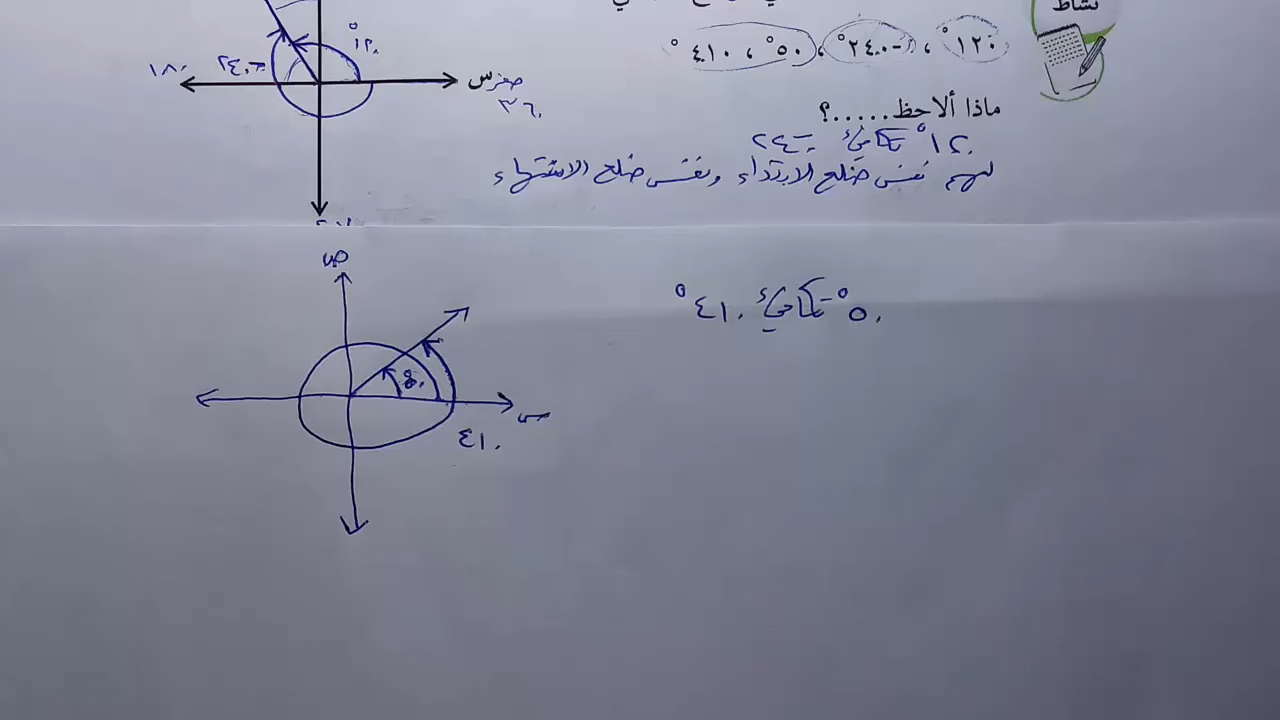 نشاط
°١٢٠ ، °٢٤٠- ، °٥٠ ، °٤١٠
ماذا ألاحظ.....؟
°١٢٠ تكافئ -٢٤٠
لهم نفس ضلع الابتداء ونفس ضلع الانتهاء
°١٢٠
-٢٤٠
١٨٠
صفر س
٣٦٠
ص
°٥٠ تكافئ °٤١٠
٥٠
س
٤١٠